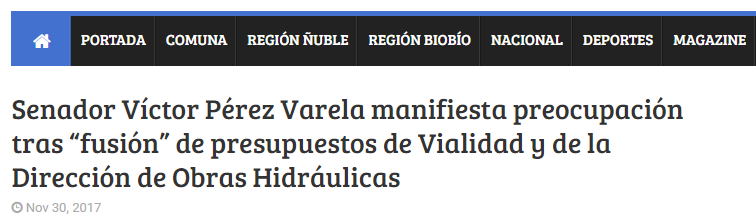 PORTADA COMUNA REGIÓN ÑUBLE REGIÓN BIOBÍO NACIONAL DEPORTES MAGAZINE
Senador Víctor Pérez Varela manifiesta preocupación
tras “fusión” de presupuestos de Vialidad y de la
Dirección de Obras Hidráulicas
Nov 30, 2017